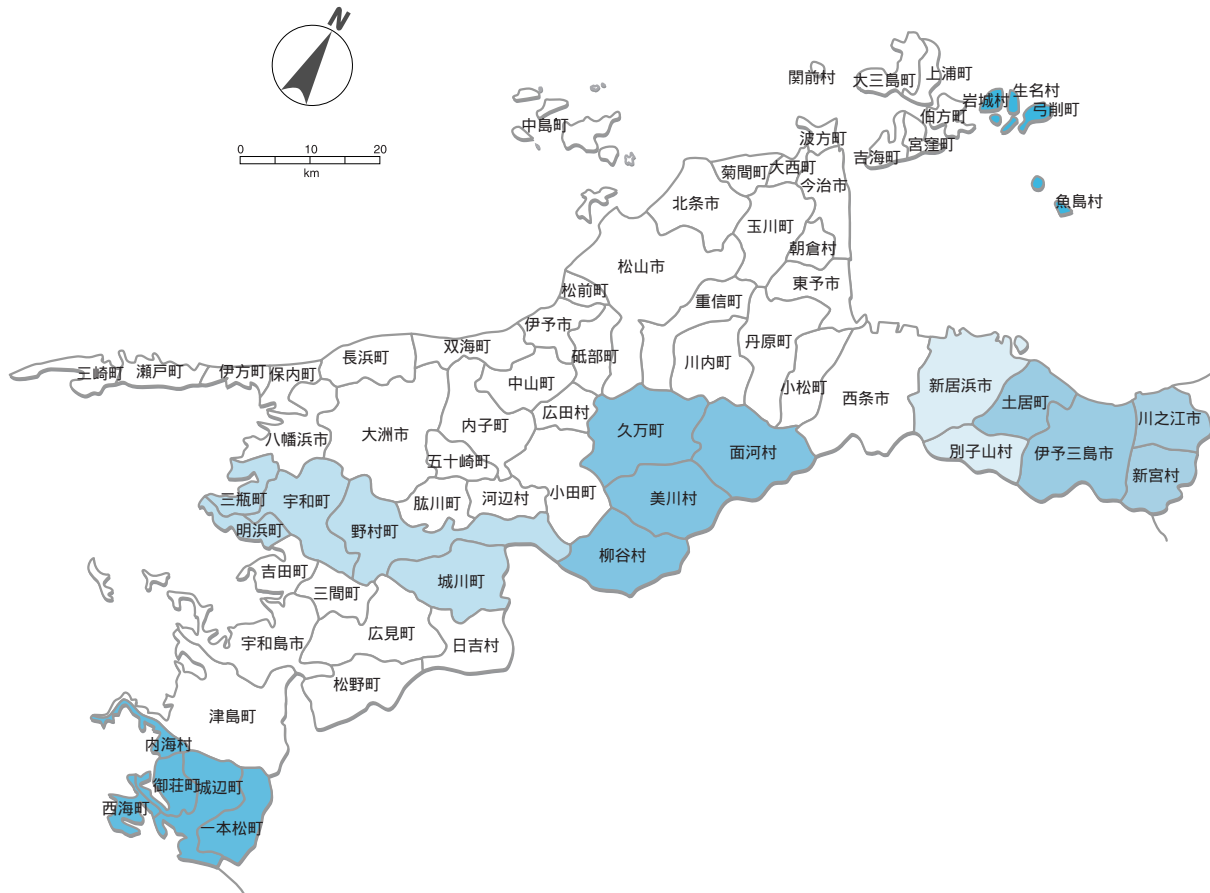 N
0
10
20
km
関前村
大三島町
上浦町
岩城村
生名村
弓削町
伯方町
宮窪町
吉海町
魚島村
中島町
波方町
菊間町
大西町
今治市
北条市
玉川町
朝倉村
松山市
東予市
松前町
重信町
伊予市
丹原町
砥部町
川内町
小松町
西条市
新居浜市
土居町
川之江市
別子山村
伊予三島市
新宮村
三崎町
瀬戸町
伊方町
保内町
長浜町
双海町
中山町
広田村
内子町
大洲市
八幡浜市
五十崎町
久万町
面河村
小田町
美川村
肱川町
河辺村
柳谷村
三瓶町
宇和町
明浜町
野村町
城川町
吉田町
三間町
宇和島市
広見町
日吉村
松野町
津島町
内海村
御荘町
城辺町
西海町
一本松町